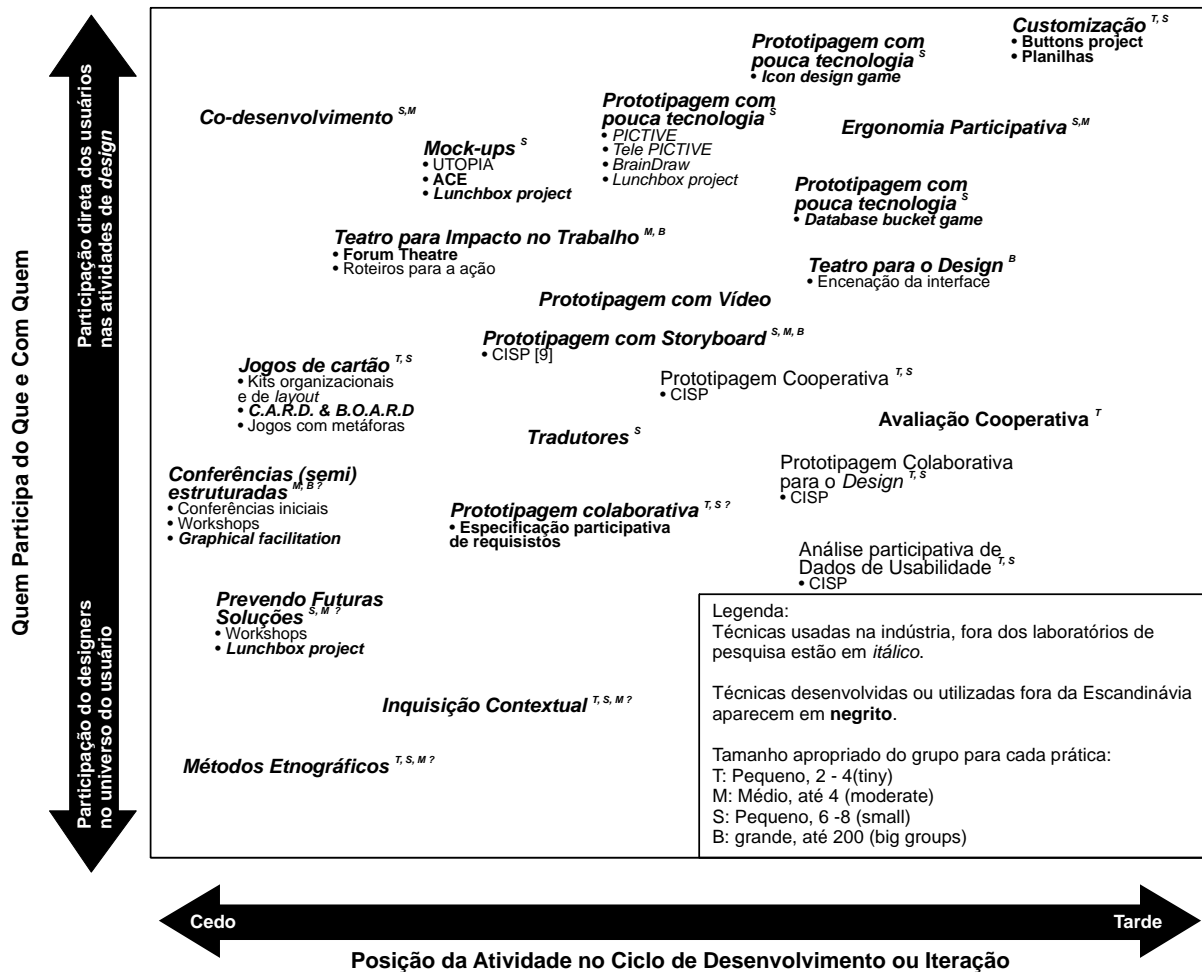 Customização T, S
• Buttons project
• Planilhas
Prototipagem com
pouca tecnologia S
• Icon design game
Prototipagem com
pouca tecnologia S
• PICTIVE
• Tele PICTIVE
• BrainDraw
• Lunchbox project
Co-desenvolvimento S,M
Ergonomia Participativa S,M
Mock-ups S
• UTOPIA
• ACE
• Lunchbox project
Prototipagem com
pouca tecnologia S
• Database bucket game
Teatro para Impacto no Trabalho M, B
• Forum Theatre
• Roteiros para a ação
Teatro para o Design B
• Encenação da interface
Prototipagem com Vídeo
Prototipagem com Storyboard S, M, B
• CISP [9]
Jogos de cartão T, S
• Kits organizacionais
e de layout
• C.A.R.D. & B.O.A.R.D
• Jogos com metáforas
Prototipagem Cooperativa T, S
• CISP
Avaliação Cooperativa T
Tradutores S
Conferências (semi)
estruturadas M, B ?
• Conferências iniciais
• Workshops
• Graphical facilitation
Prototipagem Colaborativa
para o Design T, S
• CISP
Prototipagem colaborativa T, S ?
• Especificação participativa
de requisistos
Análise participativa de
Dados de Usabilidade T, S
• CISP
Prevendo Futuras
Soluções S, M ?
• Workshops
• Lunchbox project
Inquisição Contextual T, S, M ?
Métodos Etnográficos T, S, M ?
Legenda:
Técnicas usadas na indústria, fora dos laboratórios de
pesquisa estão em itálico.
Técnicas desenvolvidas ou utilizadas fora da Escandinávia
aparecem em negrito.
Tamanho apropriado do grupo para cada prática:
T: Pequeno, 2 - 4(tiny)
M: Médio, até 4 (moderate)
S: Pequeno, 6 -8 (small)
B: grande, até 200 (big groups)
Quem Participa do Que e Com Quem
Participação direta dos usuários
nas atividades de design
Participação do designers
no universo do usuário
Cedo
Tarde
Posição da Atividade no Ciclo de Desenvolvimento ou Iteração